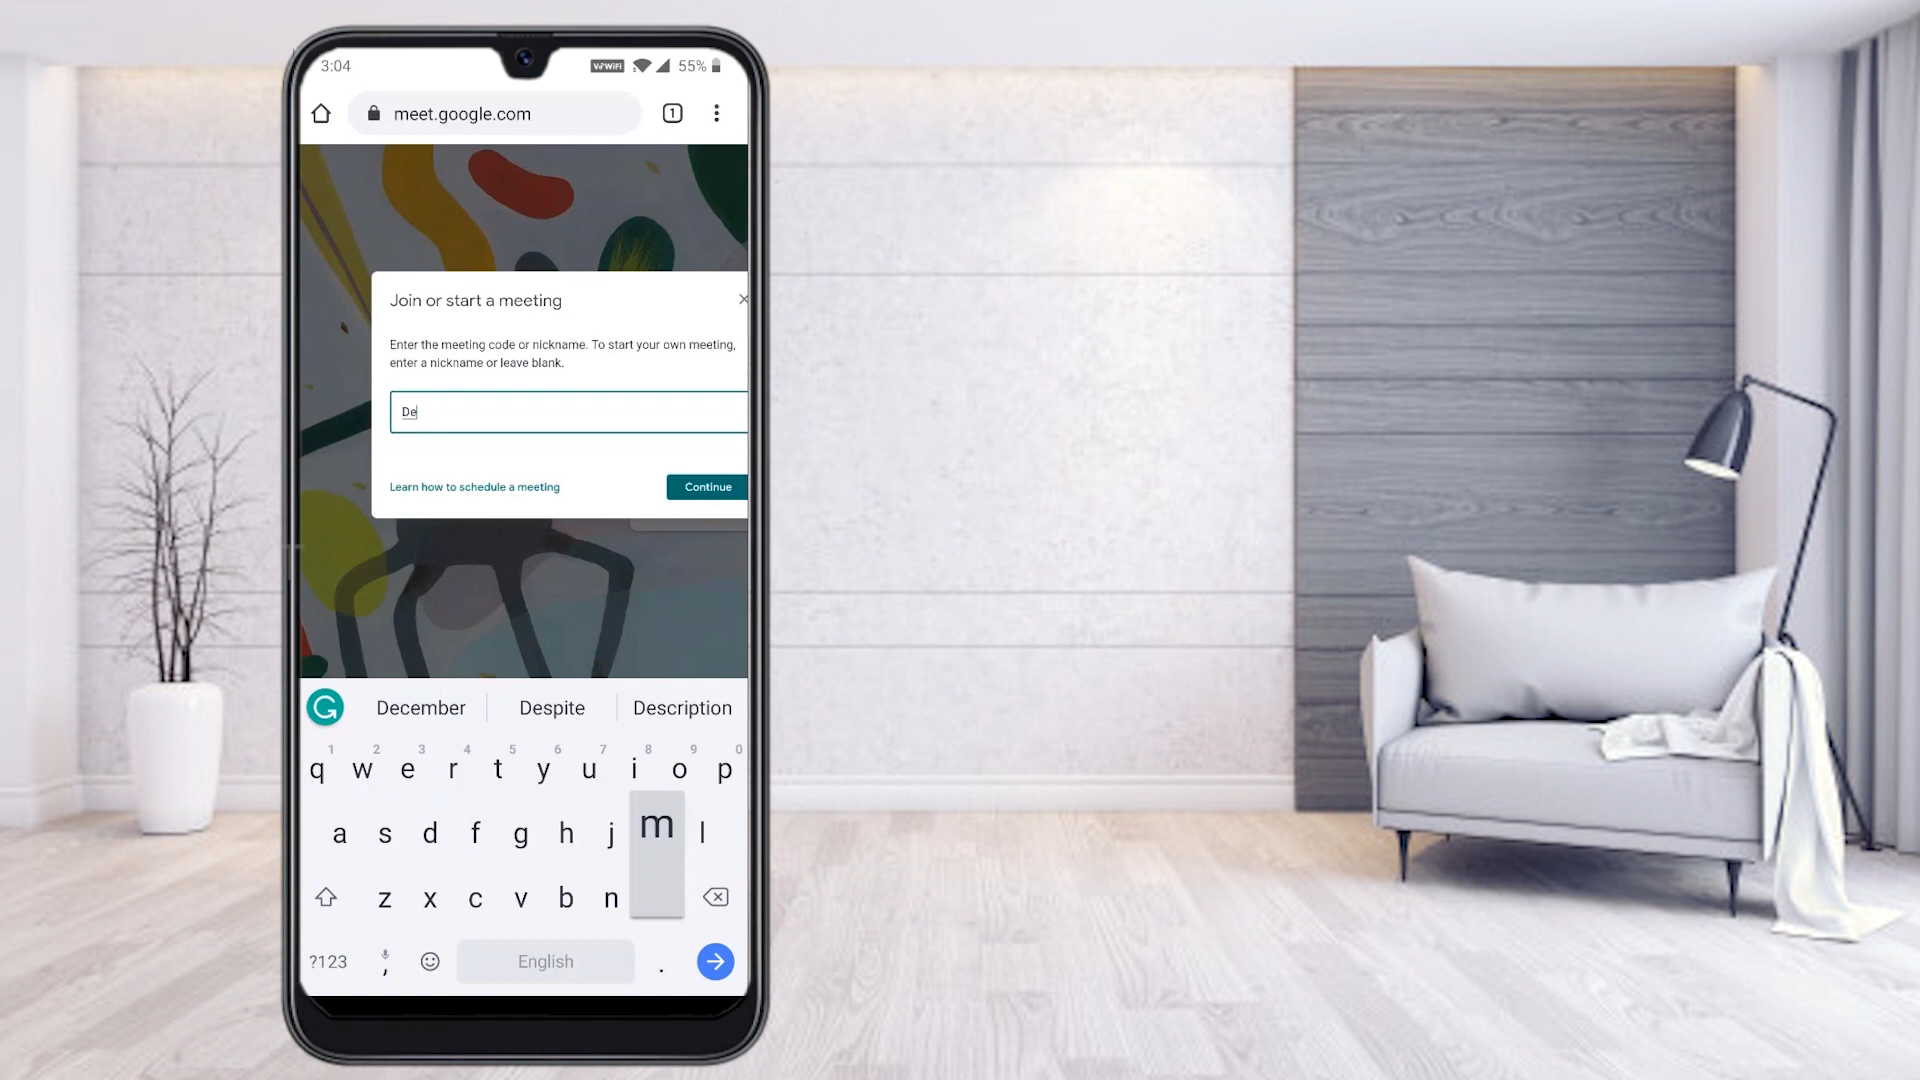 3:04
VoWiFi 55%
meet.google.com 1
Join or start a meeting
Enter the meeting code or nickname. To start your own meeting,
enter a nickname or leave blank.
De
Learn how to schedule a meeting Continue
December Despite Description
1 2 3 4 5 6 7 8 9 0
q w e r t y u i o p
a s d f g h j m l
z x c v b n
?123 , English .